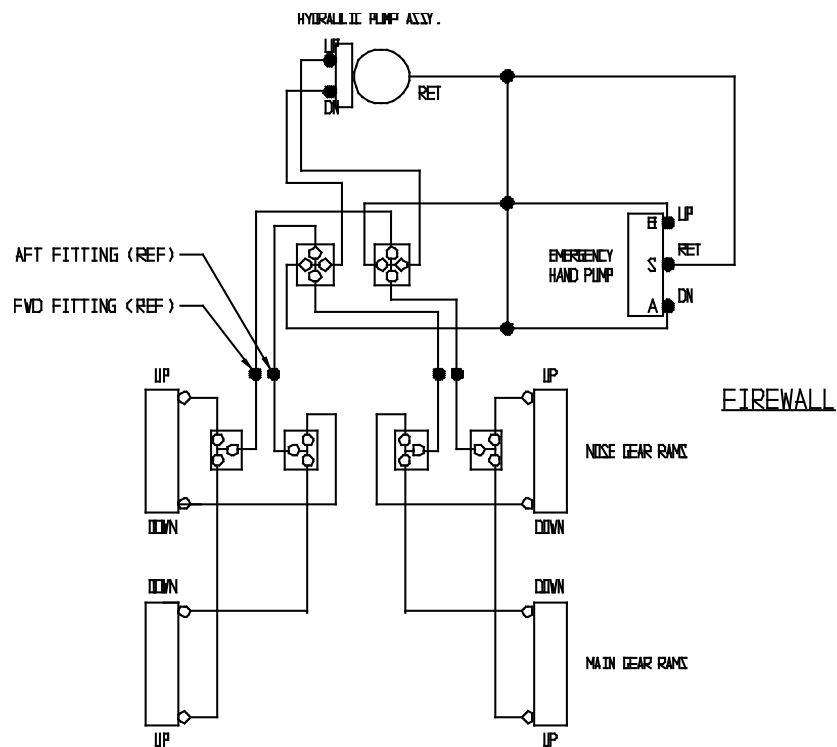 HYDRAULIC PUMP ASSY.
UP
RET
DN
UP
B
RET
AFT FITTING (REF)
EMERGENCY
HAND PUMP
S
DN
FWD FITTING (REF)
A
UP
UP
FIREWALL
NOSE GEAR RAMS
DOWN
DOWN
DOWN
DOWN
MAIN GEAR RAMS
UP
UP